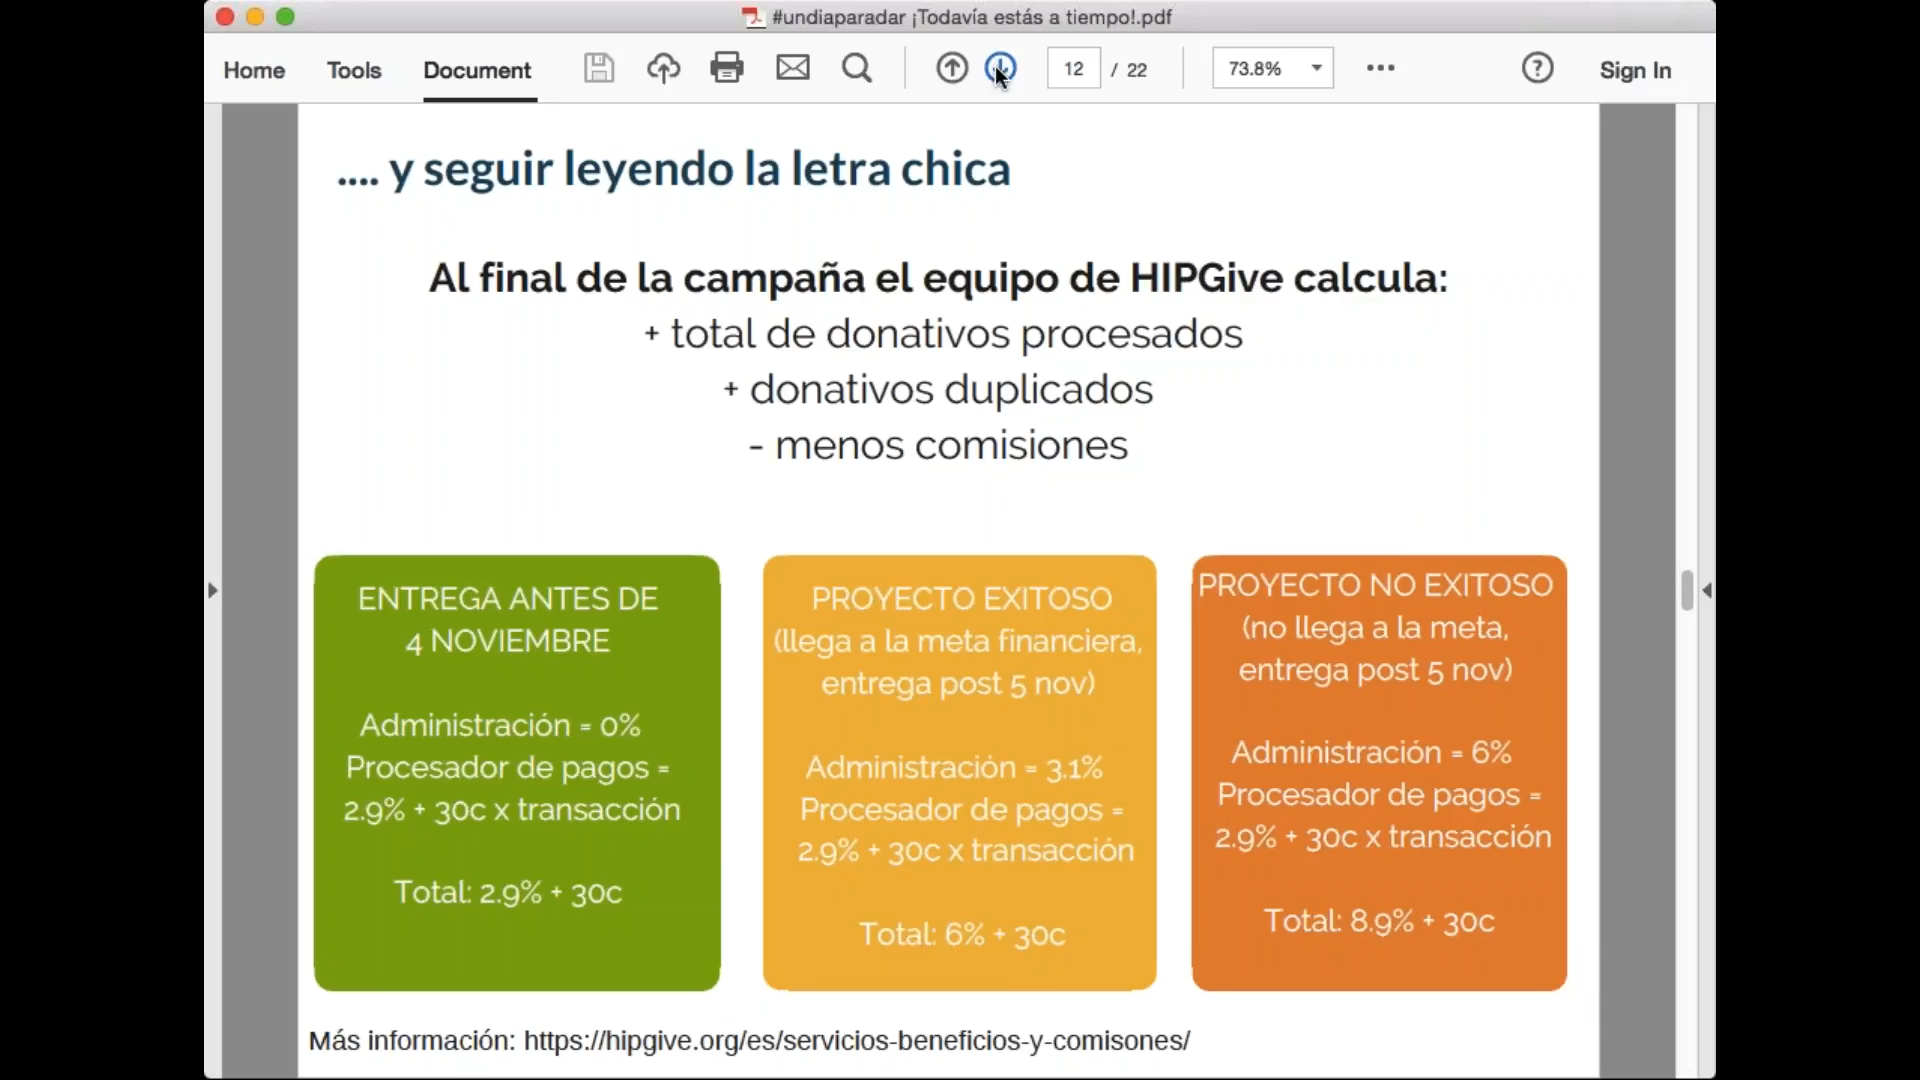 #undiaparadar ¡Todavía estás a tiempo!.pdf
Home Tools Document 12 / 22 73.8% Sign In
.... y seguir leyendo la letra chica
Al final de la campaña el equipo de HIPGive calcula:
+ total de donativos procesados
+ donativos duplicados
- menos comisiones
ENTREGA ANTES DE
4 NOVIEMBRE
Administración = 0%
Procesador de pagos =
2.9% + 30c x transacción
Total: 2.9% + 30c
PROYECTO EXITOSO
(llega a la meta financiera,
entrega post 5 nov)
Administración = 3.1%
Procesador de pagos =
2.9% + 30c x transacción
Total: 6% + 30c
PROYECTO NO EXITOSO
(no llega a la meta,
entrega post 5 nov)
Administración = 6%
Procesador de pagos =
2.9% + 30c x transacción
Total: 8.9% + 30c
Más información: https://hipgive.org/es/servicios-beneficios-y-comisones/